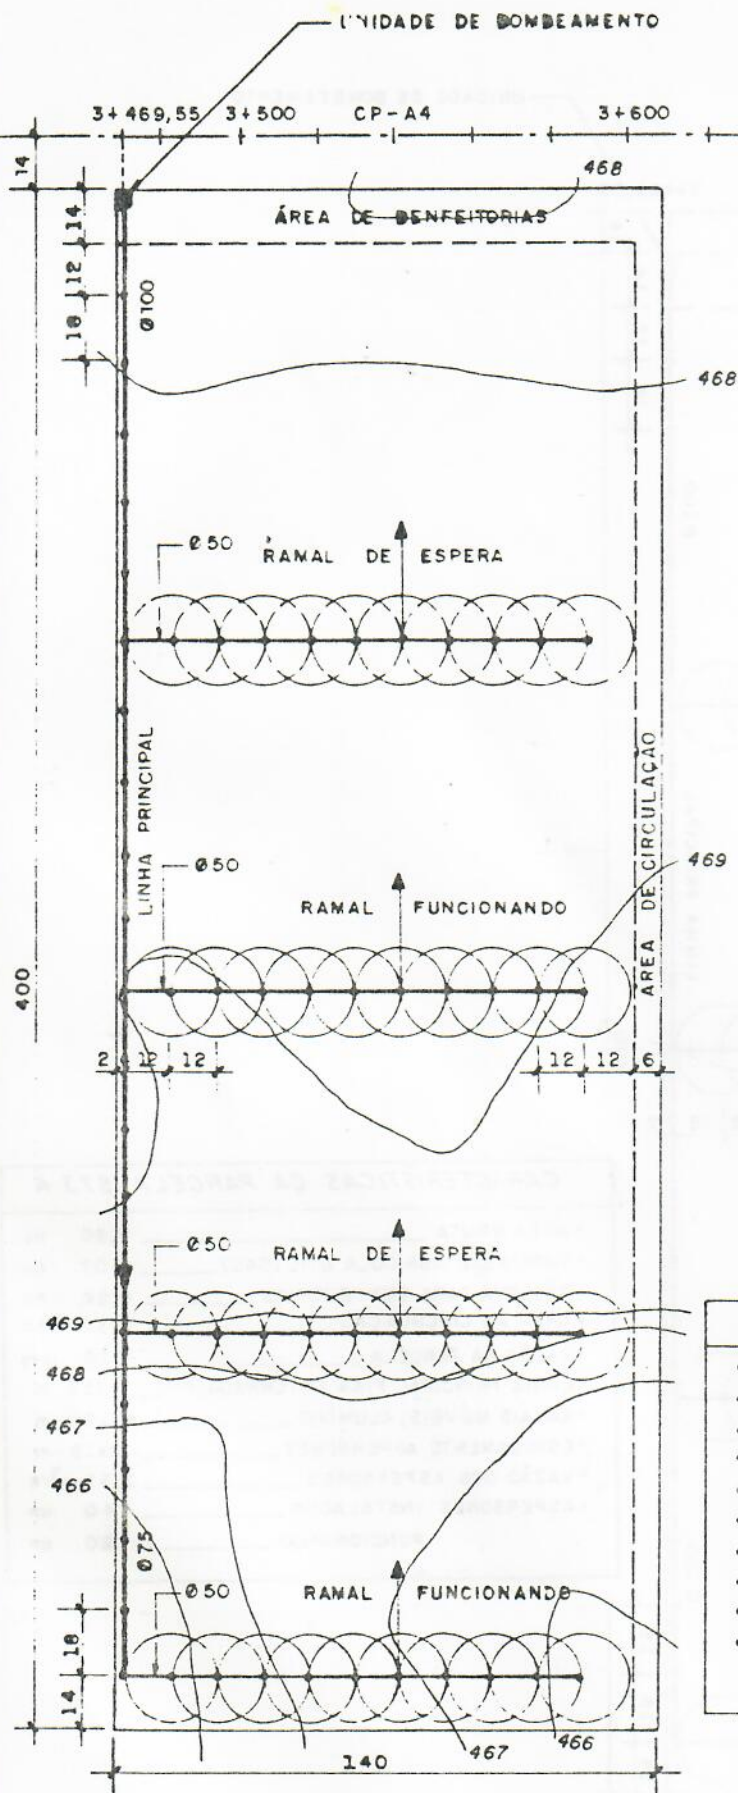 UNIDADE DE BOMBEAMENTO
3+469,55 3+500 CP-A4 3+600
14
468
14
ÁREA DE BENFEITORIAS
12
Ø100
18
468
Ø50
RAMAL DE ESPERA
LINHA PRINCIPAL
ÁREA DE CIRCULAÇÃO
Ø50
469
RAMAL FUNCIONANDO
400
2 12 12 12 12 6
Ø50
RAMAL DE ESPERA
469
468
467
466
Ø75
Ø50
RAMAL FUNCIONANDO
18
14
467
466
140